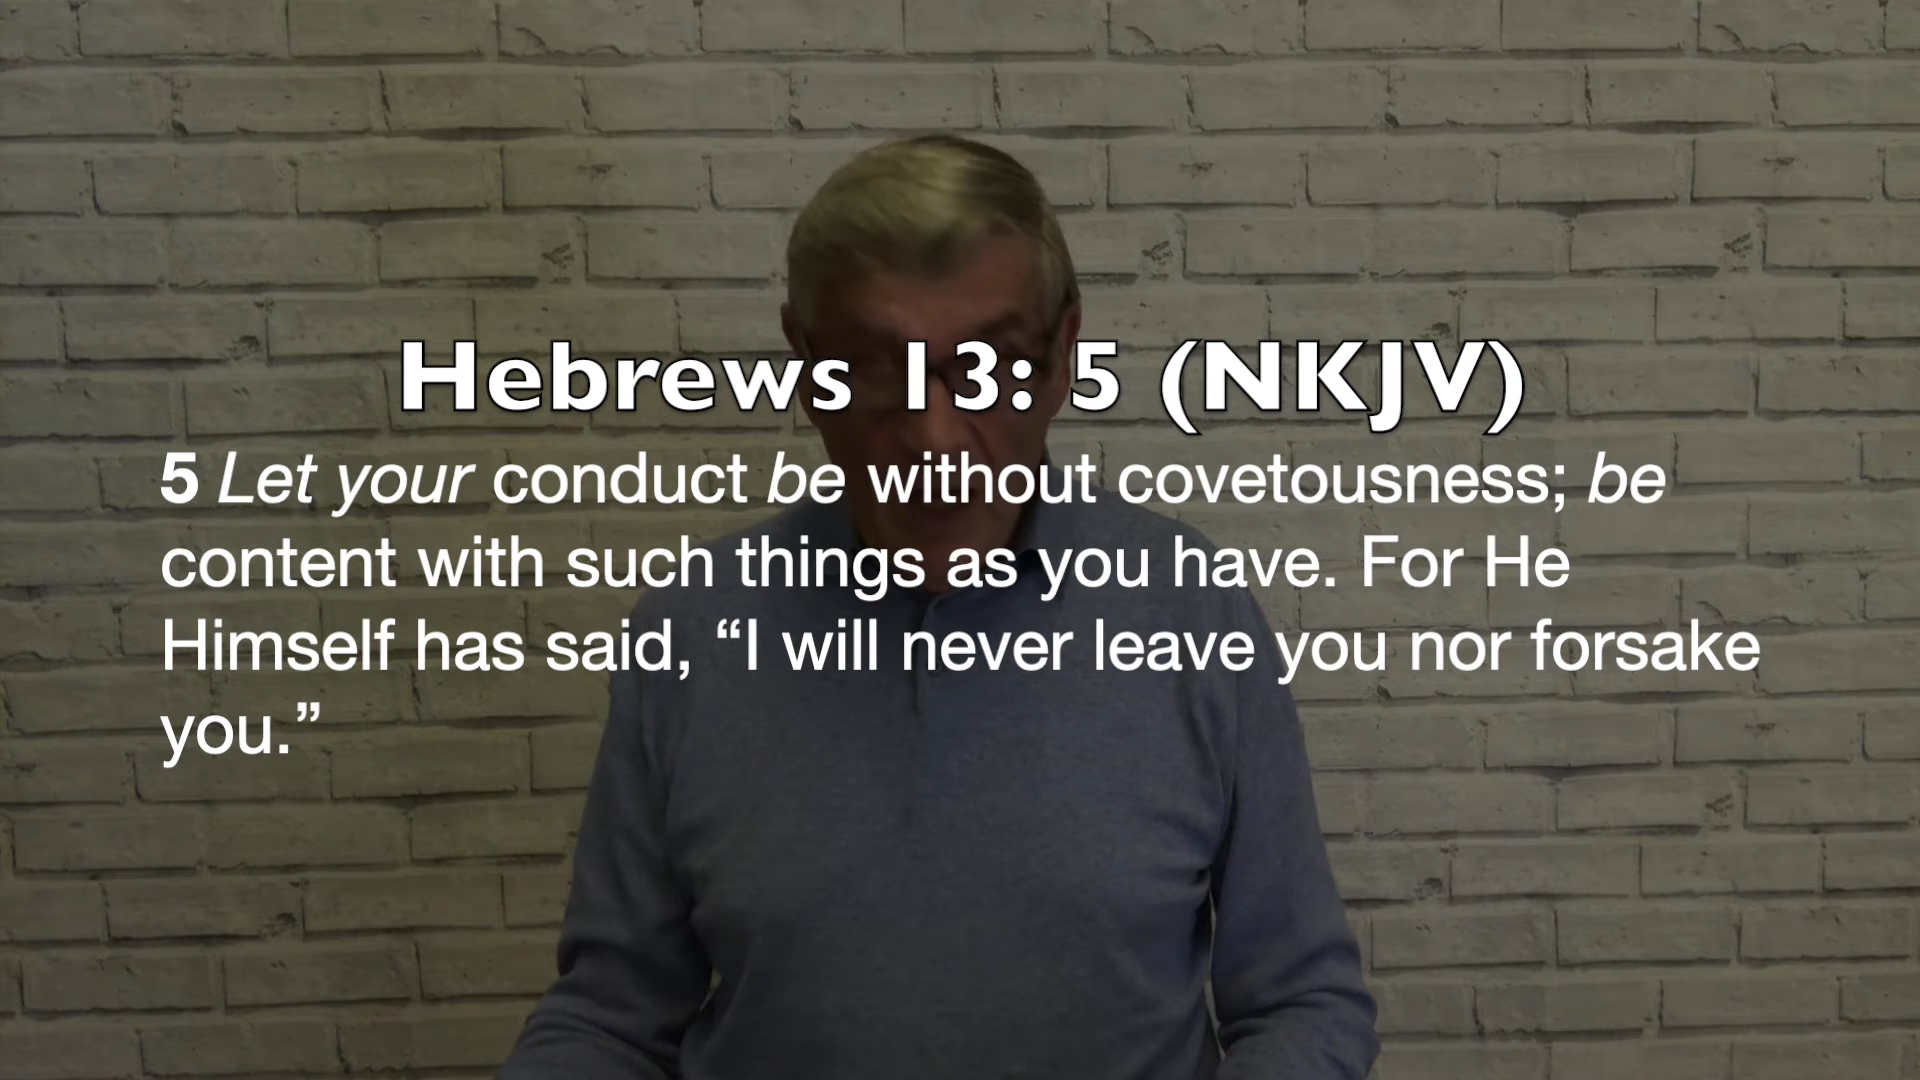 Hebrews 13: 5 (NKJV)
5 Let your conduct be without covetousness; be
content with such things as you have. For He
Himself has said, “I will never leave you nor forsake
you.”